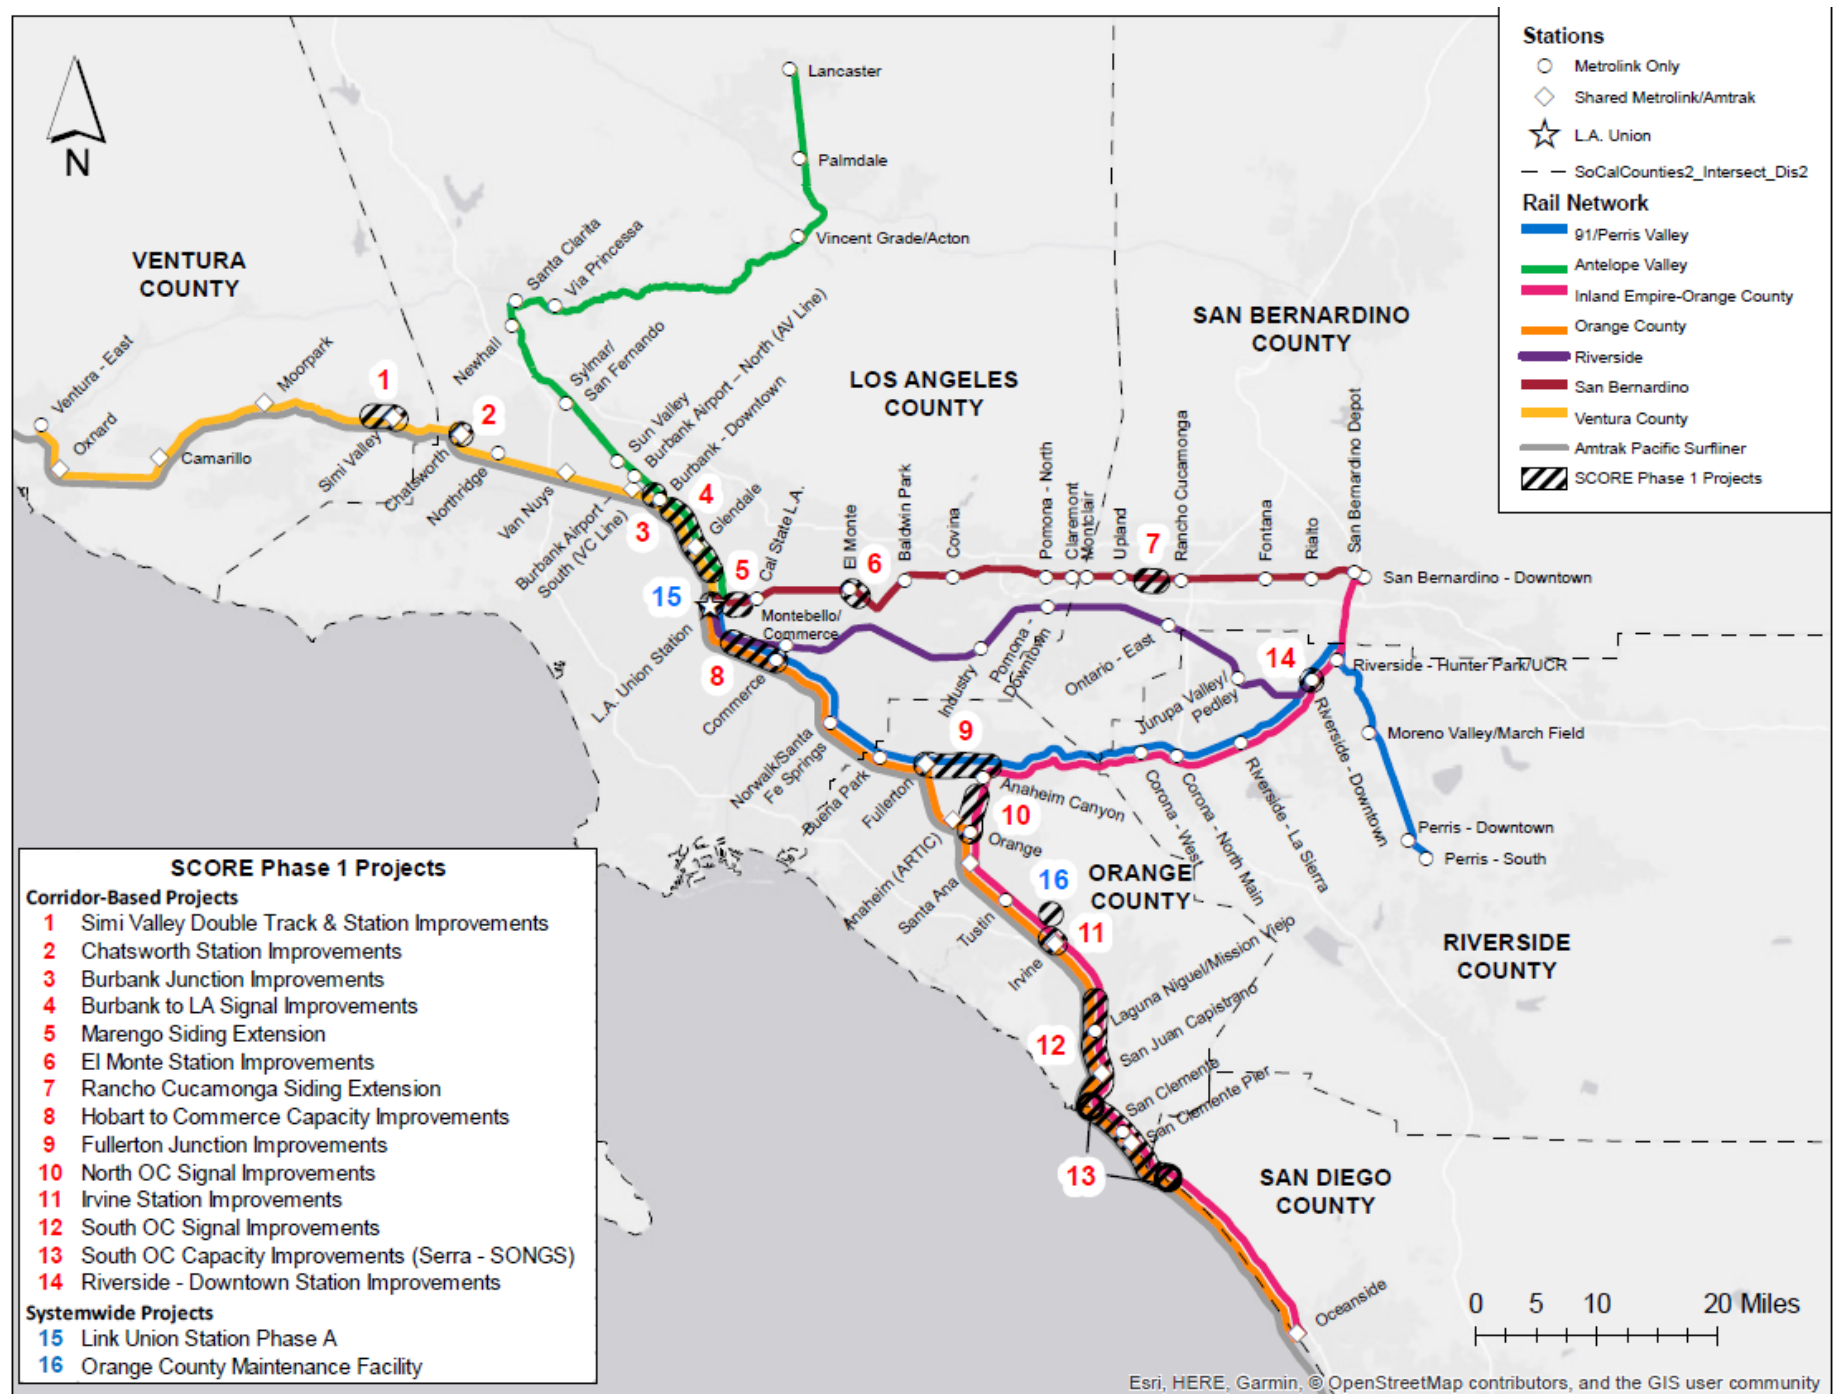 Stations
Metrolink Only
Shared Metrolink/Amtrak
L.A. Union
SoCalCounties2_Intersect_Dis2
Rail Network
91/Perris Valley
Antelope Valley
Inland Empire-Orange County
Orange County
Riverside
San Bernardino
Ventura County
Amtrak Pacific Surfliner
SCORE Phase 1 Projects
N
Lancaster
Palmdale
Vincent Grade/Acton
Santa Clarita
Via Princessa
VENTURA
COUNTY
SAN BERNARDINO
COUNTY
LOS ANGELES
COUNTY
Newhall
Sylmar/
San Fernando
Sun Valley
Burbank Airport – North (AV Line)
Burbank - Downtown
Ventura - East
Oxnard
Camarillo
Moorpark
1
Simi Valley
2
Chatsworth
Northridge
Van Nuys
Burbank Airport -
South (VC Line)
3
4
Glendale
5
Cal State L.A.
El Monte
6
Baldwin Park
Covina
Pomona - North
Claremont
Montclair
Upland
7
Rancho Cucamonga
Fontana
Rialto
San Bernardino Depot
San Bernardino - Downtown
15
L.A. Union Station
Montebello/
Commerce
8
Commerce
Industry
Pomona -
Downtown
Ontario - East
Jurupa Valley/
Pedley
14
Riverside - Hunter Park/UCR
Riverside - Downtown
Moreno Valley/March Field
Perris - Downtown
Perris - South
Norwalk/Santa
Fe Springs
Buena Park
Fullerton
9
Anaheim Canyon
10
Orange
Anaheim (ARTIC)
Santa Ana
Tustin
Corona - West
Corona - North Main
Riverside - La Sierra
ORANGE
COUNTY
16
11
Irvine
Laguna Niguel/Mission Viejo
12
San Juan Capistrano
San Clemente
San Clemente Pier
13
RIVERSIDE
COUNTY
SAN DIEGO
COUNTY
Oceanside
SCORE Phase 1 Projects
Corridor-Based Projects
1 Simi Valley Double Track & Station Improvements
2 Chatsworth Station Improvements
3 Burbank Junction Improvements
4 Burbank to LA Signal Improvements
5 Marengo Siding Extension
6 El Monte Station Improvements
7 Rancho Cucamonga Siding Extension
8 Hobart to Commerce Capacity Improvements
9 Fullerton Junction Improvements
10 North OC Signal Improvements
11 Irvine Station Improvements
12 South OC Signal Improvements
13 South OC Capacity Improvements (Serra - SONGS)
14 Riverside - Downtown Station Improvements
Systemwide Projects
15 Link Union Station Phase A
16 Orange County Maintenance Facility
0 5 10 20 Miles
Esri, HERE, Garmin, © OpenStreetMap contributors, and the GIS user community